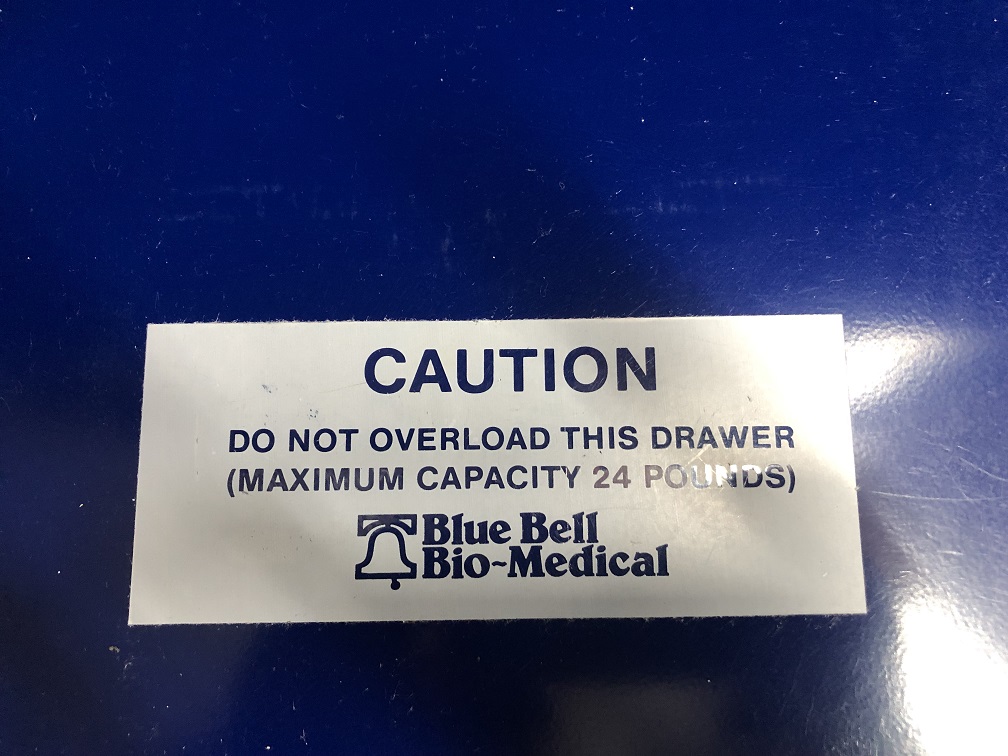 CAUTION
DO NOT OVERLOAD THIS DRAWER
(MAXIMUM CAPACITY 24 POUNDS)
Blue Bell
Bio~Medical